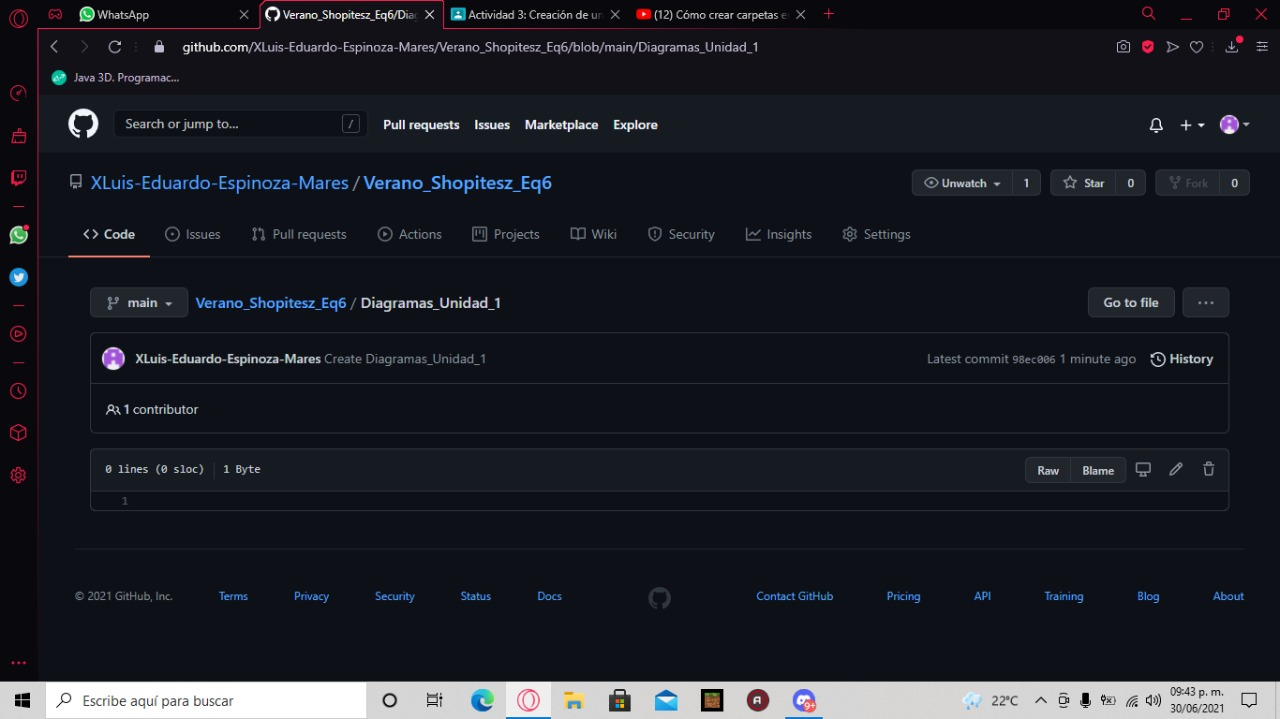 WhatsApp
Verano_Shopitesz_Eq6/Dia
Actividad 3: Creación de un
(12) Cómo crear carpetas e
github.com/XLuis-Eduardo-Espinoza-Mares/Verano_Shopitesz_Eq6/blob/main/Diagramas_Unidad_1
Java 3D. Programac...
Search or jump to...
/
Pull requests
Issues
Marketplace
Explore
XLuis-Eduardo-Espinoza-Mares / Verano_Shopitesz_Eq6
Unwatch 1
Star 0
Fork 0
Code
Issues
Pull requests
Actions
Projects
Wiki
Security
Insights
Settings
main
Verano_Shopitesz_Eq6 / Diagramas_Unidad_1
Go to file
...
XLuis-Eduardo-Espinoza-Mares Create Diagramas_Unidad_1
Latest commit 98ec006 1 minute ago
History
1 contributor
0 lines (0 sloc) 1 Byte
Raw
Blame
1
© 2021 GitHub, Inc.
Terms
Privacy
Security
Status
Docs
Contact GitHub
Pricing
API
Training
Blog
About
Escribe aquí para buscar
A
9+
22°C
09:43 p. m.
30/06/2021